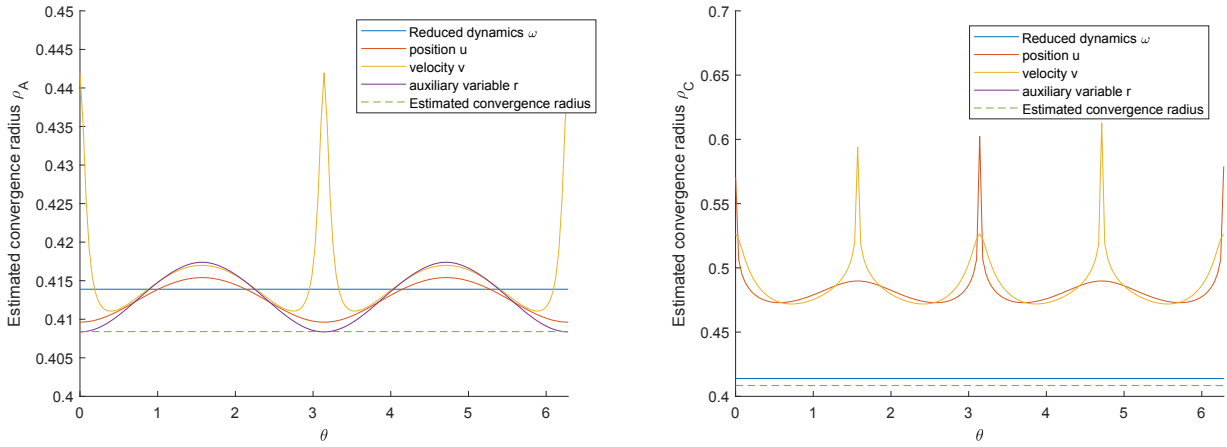 0.45
0.445
0.44
0.435
0.43
0.425
0.42
0.415
0.41
0.405
0.4
Estimated convergence radius ρ_A
0 1 2 3 4 5 6
θ
Reduced dynamics ω
position u
velocity v
auxiliary variable r
Estimated convergence radius
0.7
0.65
0.6
0.55
0.5
0.45
0.4
Estimated convergence radius ρ_C
0 1 2 3 4 5 6
θ
Reduced dynamics ω
position u
velocity v
auxiliary variable r
Estimated convergence radius